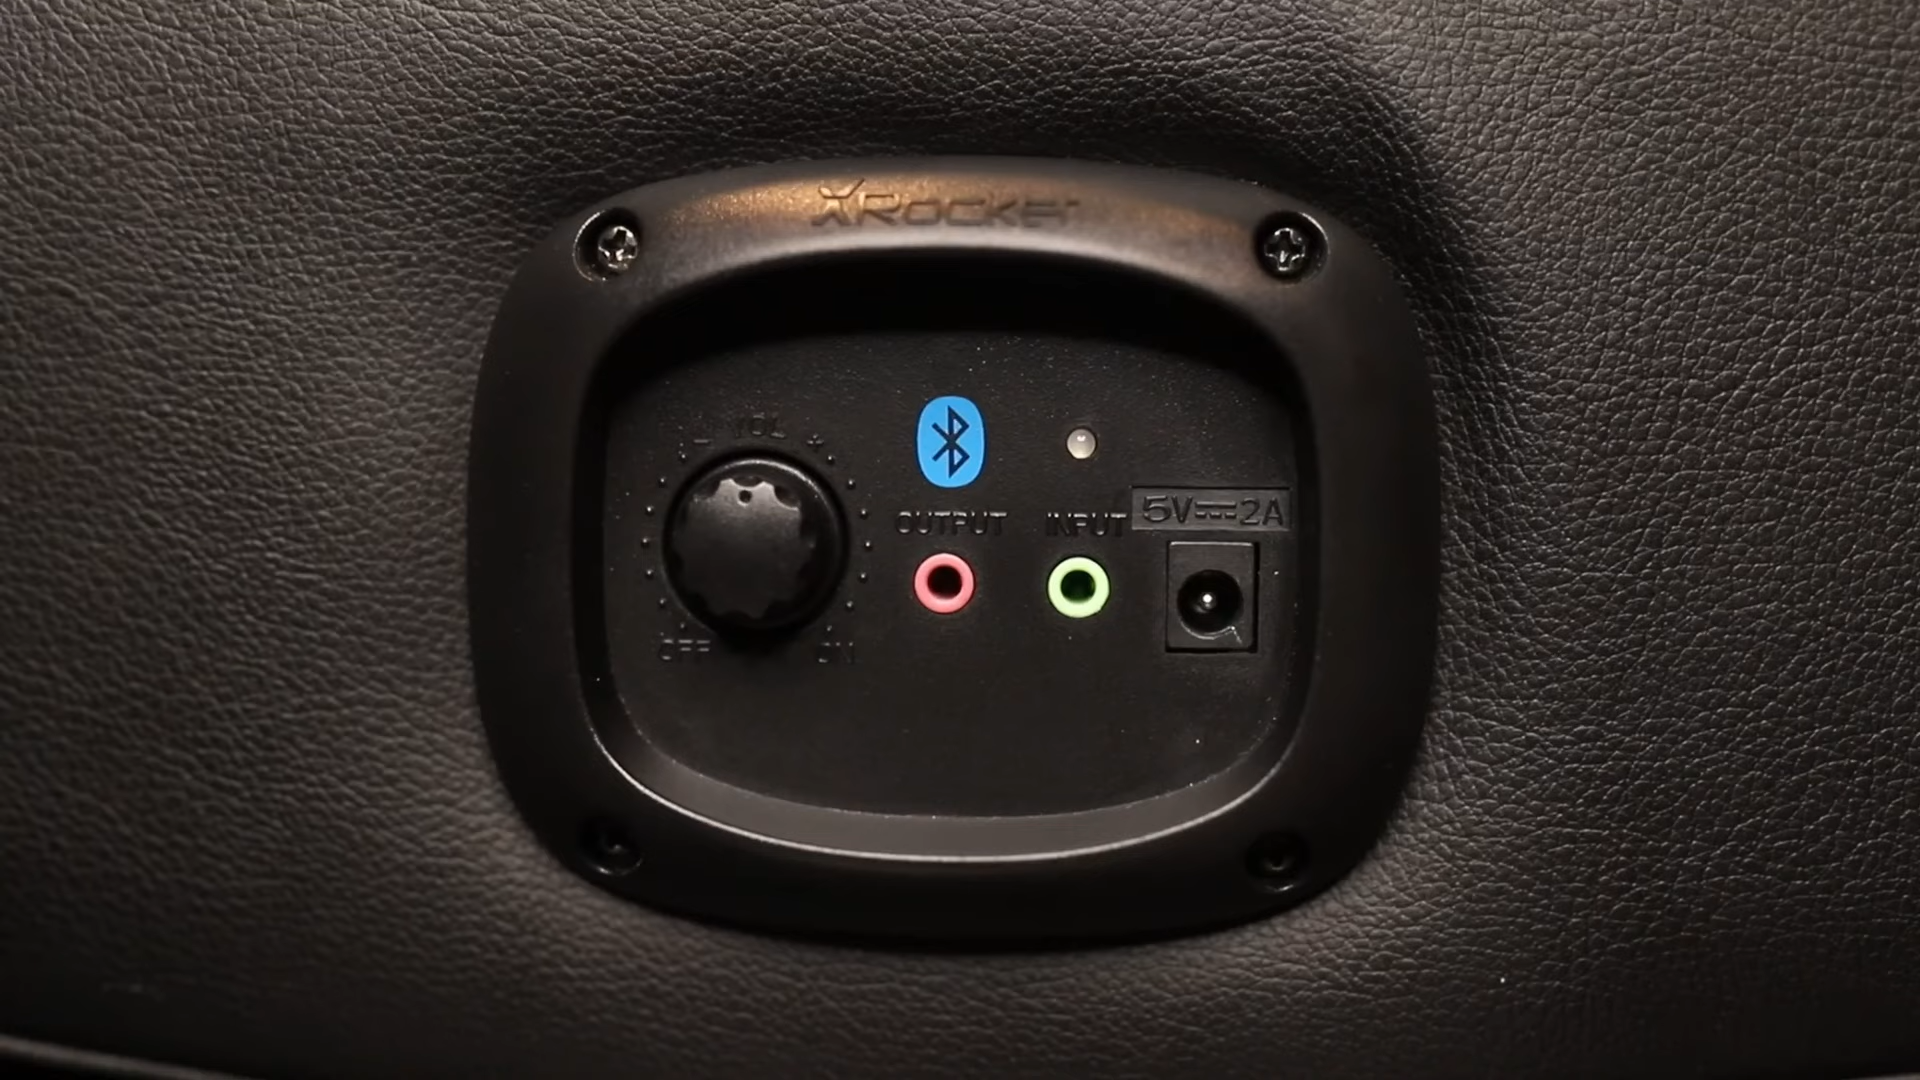 XRocker
- VOL +
OUTPUT INPUT 5V⎓2A
OFF ON